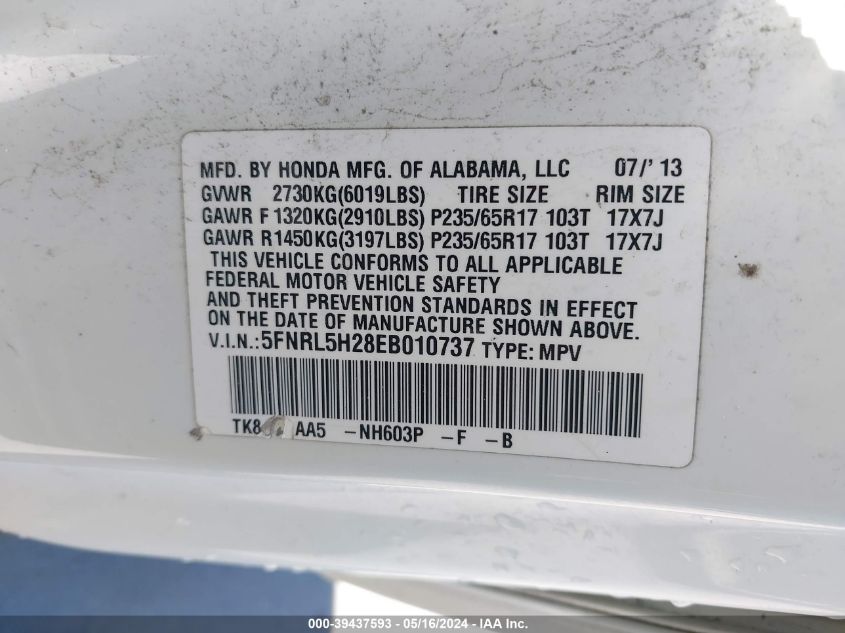 MFD. BY HONDA MFG. OF ALABAMA, LLC 07/'13
GVWR 2730KG(6019LBS) TIRE SIZE RIM SIZE
GAWR F 1320KG(2910LBS) P235/65R17 103T 17X7J
GAWR R1450KG(3197LBS) P235/65R17 103T 17X7J
THIS VEHICLE CONFORMS TO ALL APPLICABLE
FEDERAL MOTOR VEHICLE SAFETY
AND THEFT PREVENTION STANDARDS IN EFFECT
ON THE DATE OF MANUFACTURE SHOWN ABOVE.
V.I.N.:5FNRL5H28EB010737 TYPE: MPV
TK8 AA5 -NH603P -F -B
000-39437593 - 05/16/2024 - IAA Inc.